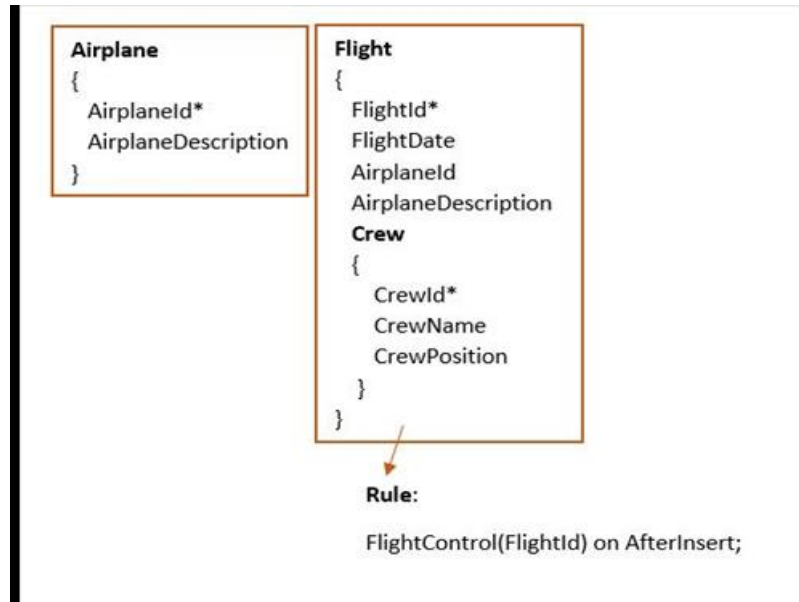 Airplane
{
AirplaneId*
AirplaneDescription
}
Flight
{
FlightId*
FlightDate
AirplaneId
AirplaneDescription
Crew
{
CrewId*
CrewName
CrewPosition
}
}
Rule:
FlightControl(FlightId) on AfterInsert;